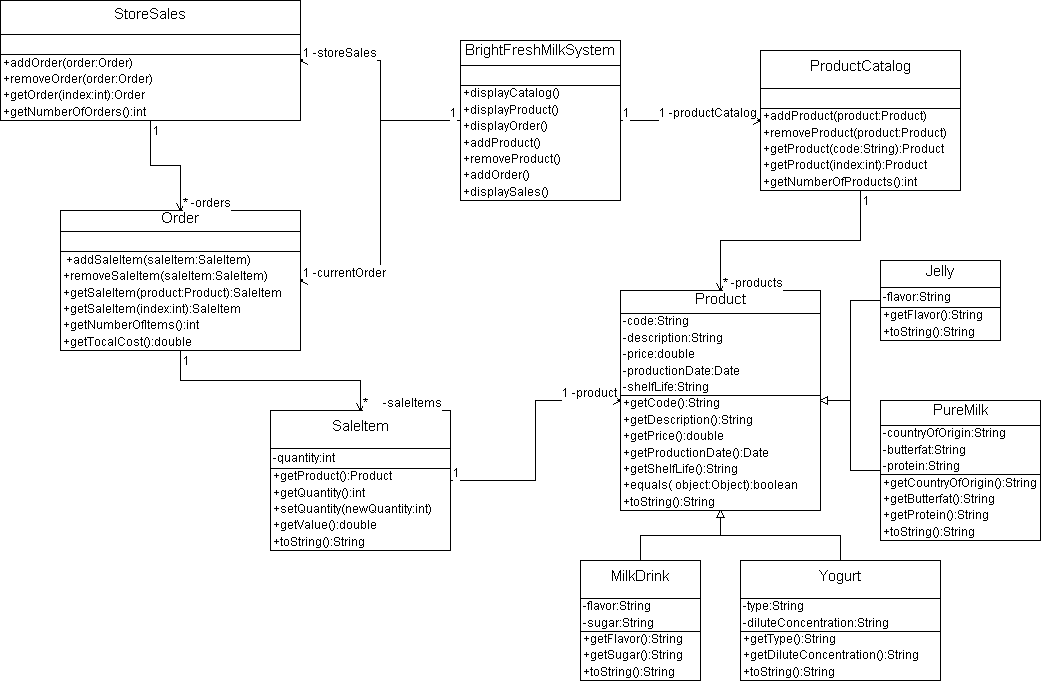 StoreSales
+addOrder(order:Order)
+removeOrder(order:Order)
+getOrder(index:int):Order
+getNumberOfOrders():int
1 -storeSales
BrightFreshMilkSystem
+displayCatalog()
+displayProduct()
+displayOrder()
+addProduct()
+removeProduct()
+addOrder()
+displaySales()
1
1
1 -productCatalog
ProductCatalog
+addProduct(product:Product)
+removeProduct(product:Product)
+getProduct(code:String):Product
+getProduct(index:int):Product
+getNumberOfProducts():int
1
* -orders
Order
+addSaleItem(saleItem:SaleItem)
+removeSaleItem(saleItem:SaleItem)
+getSaleItem(product:Product):SaleItem
+getSaleItem(index:int):SaleItem
+getNumberOfItems():int
+getTocalCost():double
1 -currentOrder
1
* -products
Product
-code:String
-description:String
-price:double
-productionDate:Date
-shelfLife:String
+getCode():String
+getDescription():String
+getPrice():double
+getProductionDate():Date
+getShelfLife():String
+equals( object:Object):boolean
+toString():String
Jelly
-flavor:String
+getFlavor():String
+toString():String
PureMilk
-countryOfOrigin:String
-butterfat:String
-protein:String
+getCountryOfOrigin():String
+getButterfat():String
+getProtein():String
+toString():String
1
* -saleItems
SaleItem
-quantity:int
+getProduct():Product
+getQuantity():int
+setQuantity(newQuantity:int)
+getValue():double
+toString():String
1
1 -product
MilkDrink
-flavor:String
-sugar:String
+getFlavor():String
+getSugar():String
+toString():String
Yogurt
-type:String
-diluteConcentration:String
+getType():String
+getDiluteConcentration():String
+toString():String